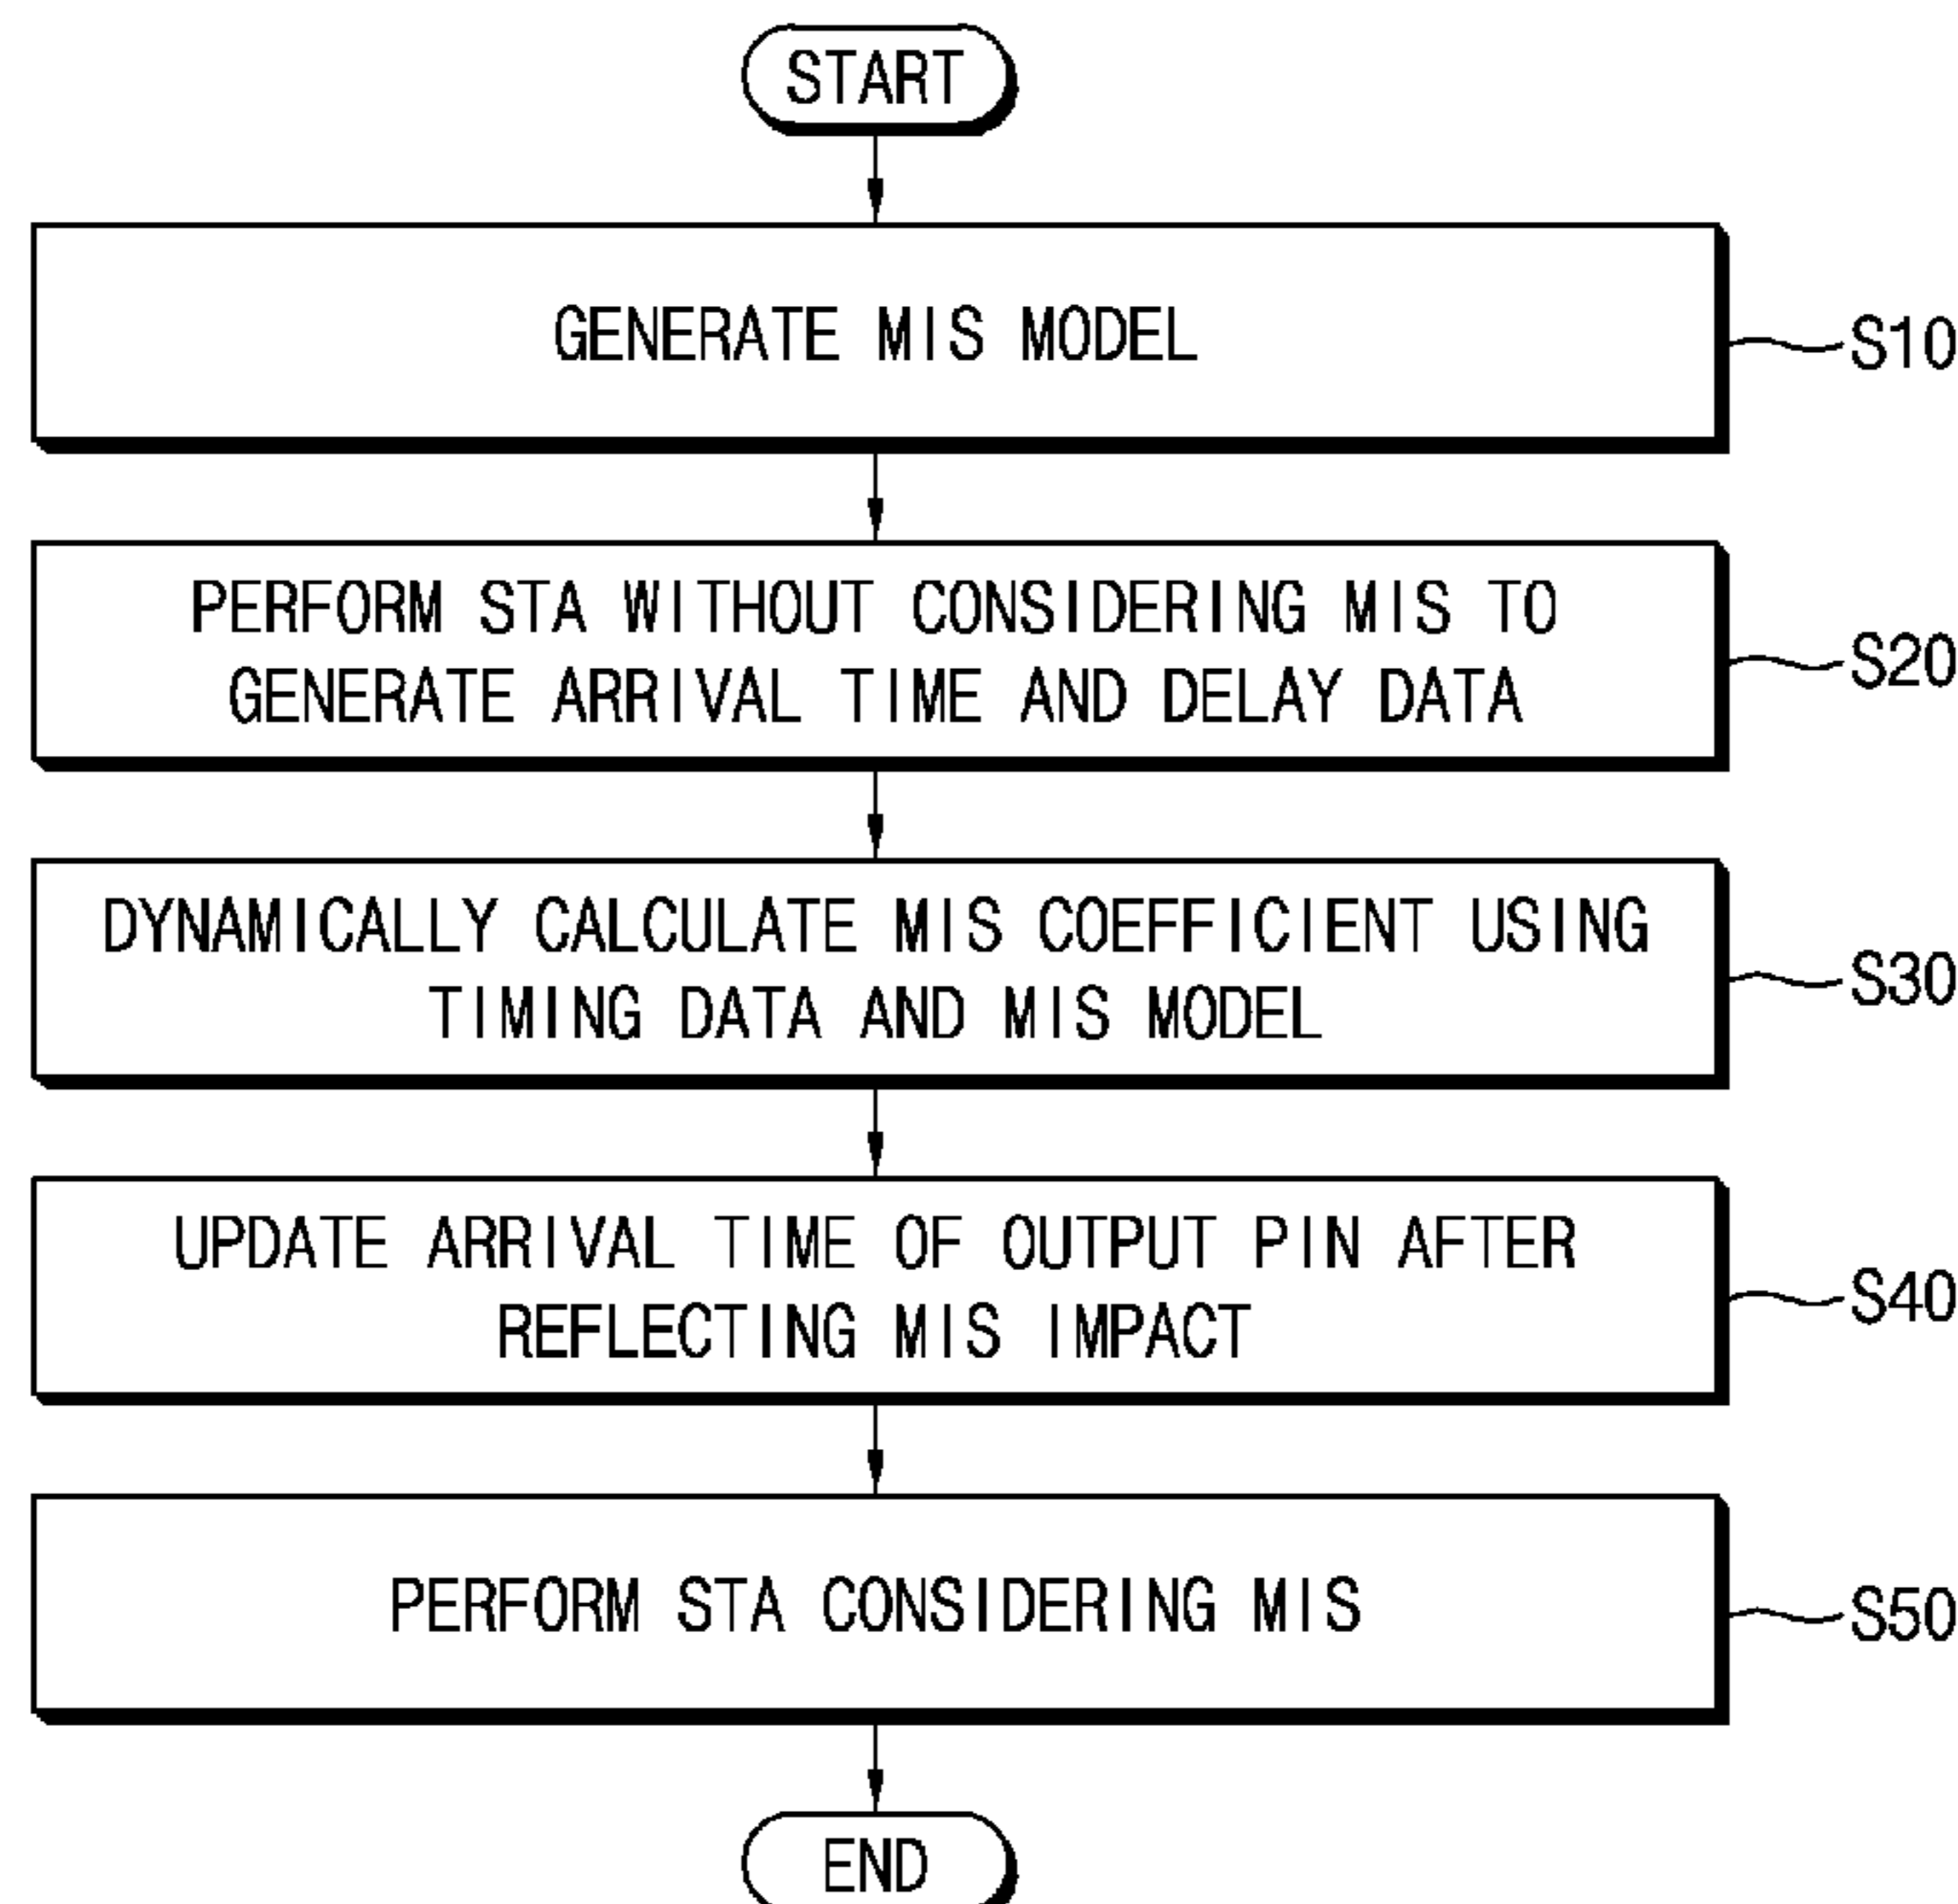 START
GENERATE MIS MODEL
S10
PERFORM STA WITHOUT CONSIDERING MIS TO
GENERATE ARRIVAL TIME AND DELAY DATA
S20
DYNAMICALLY CALCULATE MIS COEFFICIENT USING
TIMING DATA AND MIS MODEL
S30
UPDATE ARRIVAL TIME OF OUTPUT PIN AFTER
REFLECTING MIS IMPACT
S40
PERFORM STA CONSIDERING MIS
S50
END